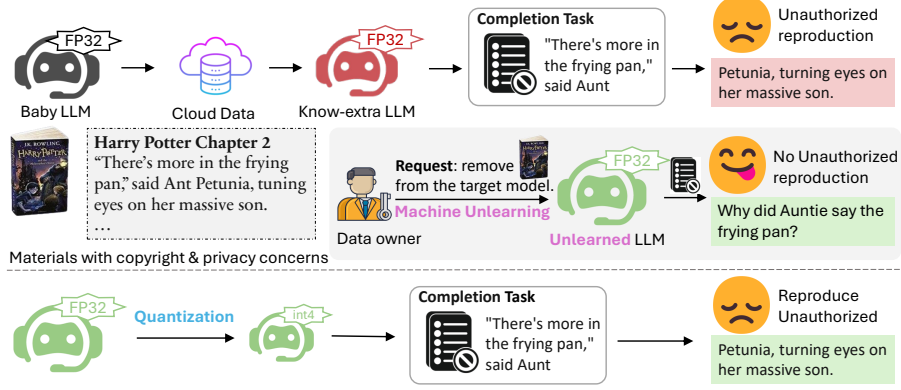 FP32
Baby LLM
Cloud Data
FP32
Know-extra LLM
Completion Task
"There's more in
the frying pan,"
said Aunt
Unauthorized
reproduction
Petunia, turning eyes on
her massive son.
J.K. ROWLING
HARRY POTTER
Harry Potter Chapter 2
“There’s more in the frying
pan,” said Ant Petunia, tuning
eyes on her massive son.
…
Materials with copyright & privacy concerns
Data owner
Request: remove
from the target model.
Machine Unlearning
FP32
Unlearned LLM
No Unauthorized
reproduction
Why did Auntie say the
frying pan?
FP32
Quantization
int4
Completion Task
"There's more in
the frying pan,"
said Aunt
Reproduce
Unauthorized
Petunia, turning eyes on
her massive son.